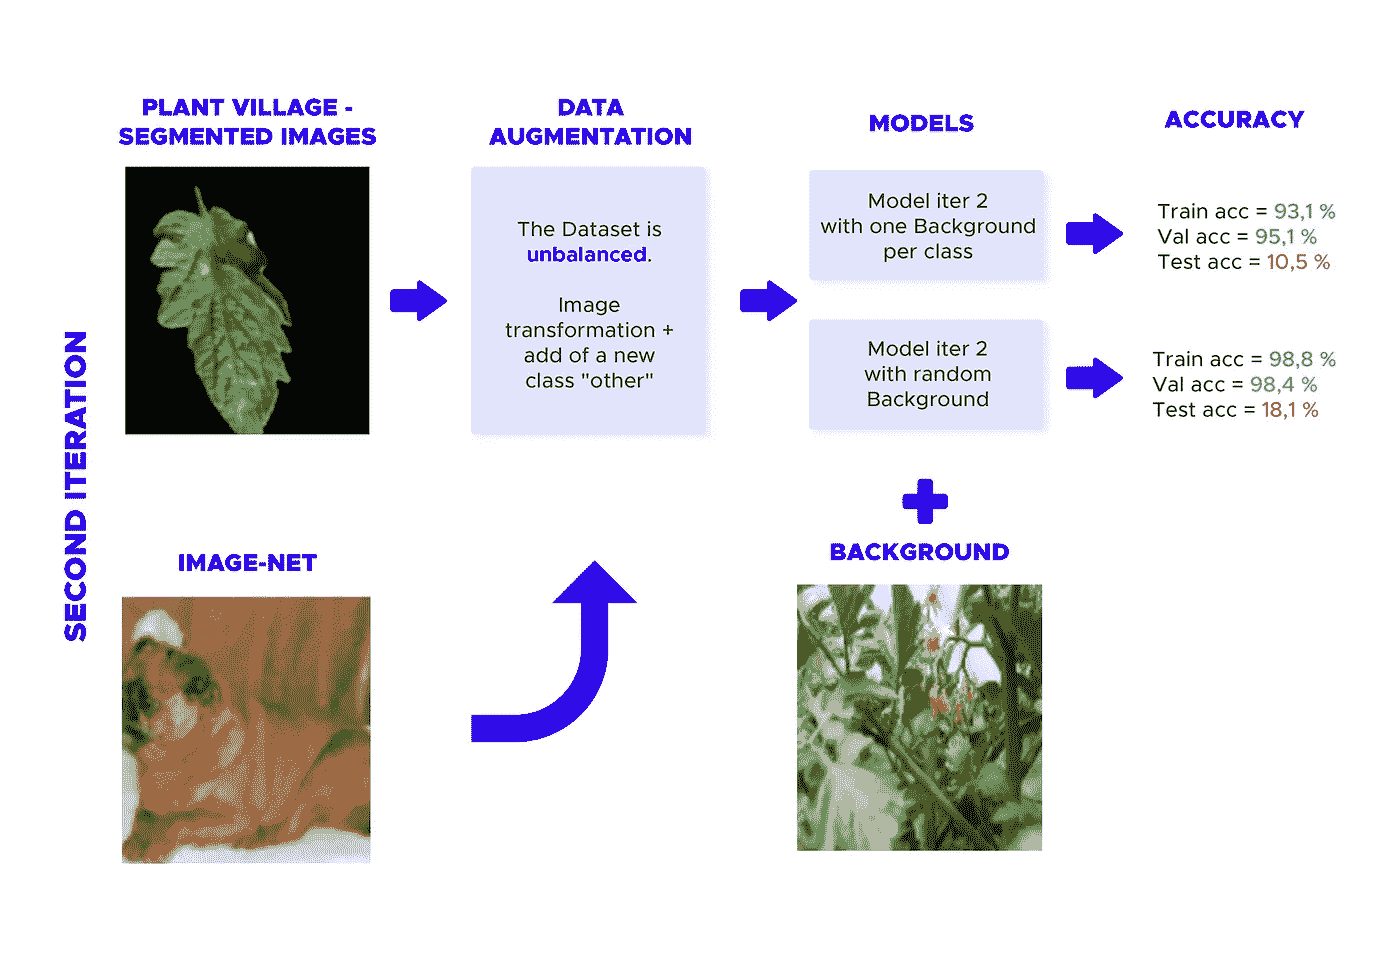 SECOND ITERATION
PLANT VILLAGE -
SEGMENTED IMAGES
DATA
AUGMENTATION
The Dataset is
unbalanced.
Image
transformation +
add of a new
class "other"
MODELS
Model iter 2
with one Background
per class
Model iter 2
with random
Background
ACCURACY
Train acc = 93,1 %
Val acc = 95,1 %
Test acc = 10,5 %
Train acc = 98,8 %
Val acc = 98,4 %
Test acc = 18,1 %
IMAGE-NET
BACKGROUND